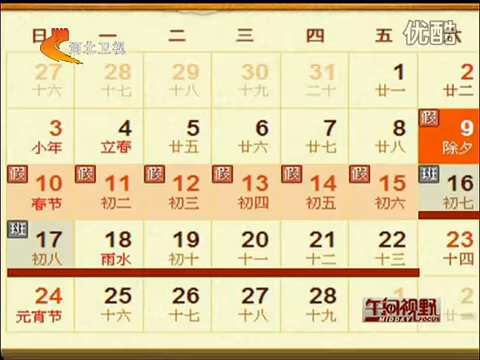 日 一 二 三 四 五 六
河北卫视
优酷
27 28 29 30 31 1 2
十六 十七 十八 十九 二十 廿一 廿二
假
3 4 5 6 7 8 9
小年 立春 廿五 廿六 廿七 廿八 除夕
假 假 假 假 假 假 班
10 11 12 13 14 15 16
春节 初二 初三 初四 初五 初六 初七
班
17 18 19 20 21 22 23
初八 雨水 初十 十一 十二 十三 十四
24 25 26 27 28 1 2
元宵节 十六 十七 十八 十九
午间视野
MIDDAY FOCUS